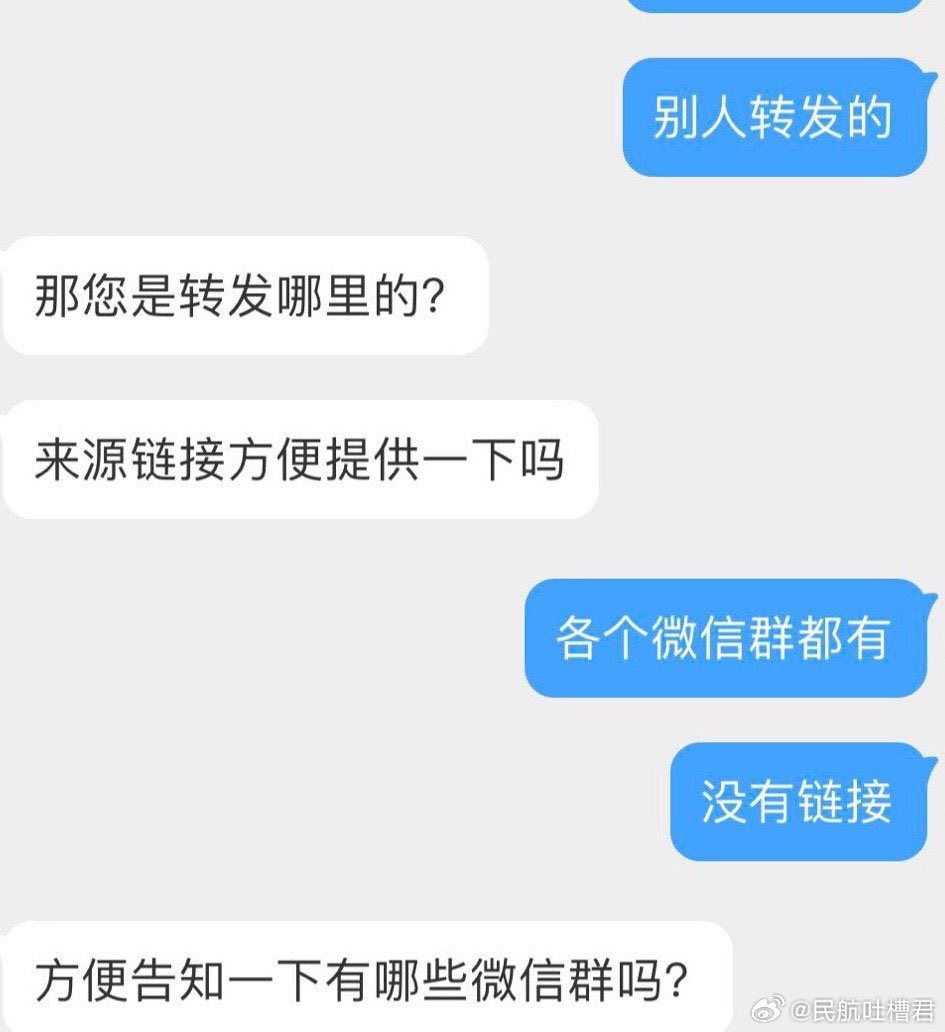 别人转发的
那您是转发哪里的?
来源链接方便提供一下吗
各个微信群都有
没有链接
方便告知一下有哪些微信群吗?
@民航吐槽君